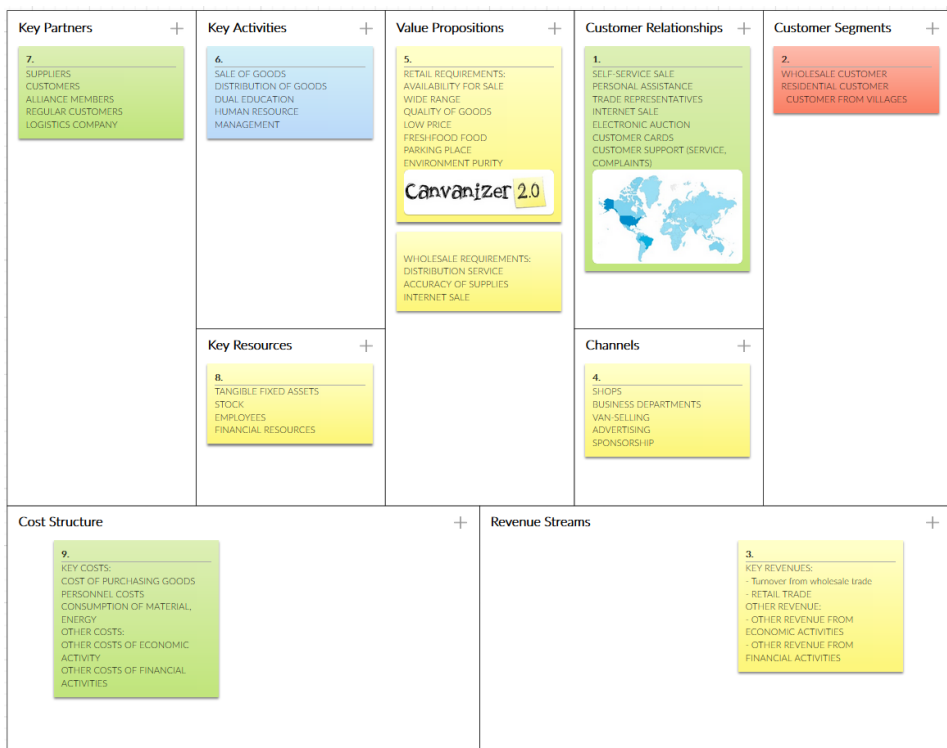 Key Partners
7.
SUPPLIERS
CUSTOMERS
ALLIANCE MEMBERS
REGULAR CUSTOMERS
LOGISTICS COMPANY
Key Activities
6.
SALE OF GOODS
DISTRIBUTION OF GOODS
DUAL EDUCATION
HUMAN RESOURCE
MANAGEMENT
Key Resources
8.
TANGIBLE FIXED ASSETS
STOCK
EMPLOYEES
FINANCIAL RESOURCES
Value Propositions
5.
RETAIL REQUIREMENTS:
AVAILABILITY FOR SALE
WIDE RANGE
QUALITY OF GOODS
LOW PRICE
FRESHFOOD FOOD
PARKING PLACE
ENVIRONMENT PURITY
Canvanizer 2.0
WHOLESALE REQUIREMENTS:
DISTRIBUTION SERVICE
ACCURACY OF SUPPLIES
INTERNET SALE
Customer Relationships
1.
SELF-SERVICE SALE
PERSONAL ASSISTANCE
TRADE REPRESENTATIVES
INTERNET SALE
ELECTRONIC AUCTION
CUSTOMER CARDS
CUSTOMER SUPPORT (SERVICE,
COMPLAINTS)
Channels
4.
SHOPS
BUSINESS DEPARTMENTS
VAN-SELLING
ADVERTISING
SPONSORSHIP
Customer Segments
2.
WHOLESALE CUSTOMER
RESIDENTIAL CUSTOMER
CUSTOMER FROM VILLAGES
Cost Structure
9.
KEY COSTS:
COST OF PURCHASING GOODS
PERSONNEL COSTS
CONSUMPTION OF MATERIAL,
ENERGY
OTHER COSTS:
OTHER COSTS OF ECONOMIC
ACTIVITY
OTHER COSTS OF FINANCIAL
ACTIVITIES
Revenue Streams
3.
KEY REVENUES:
- Turnover from wholesale trade
- RETAIL TRADE
OTHER REVENUE:
- OTHER REVENUE FROM
ECONOMIC ACTIVITIES
- OTHER REVENUE FROM
FINANCIAL ACTIVITIES